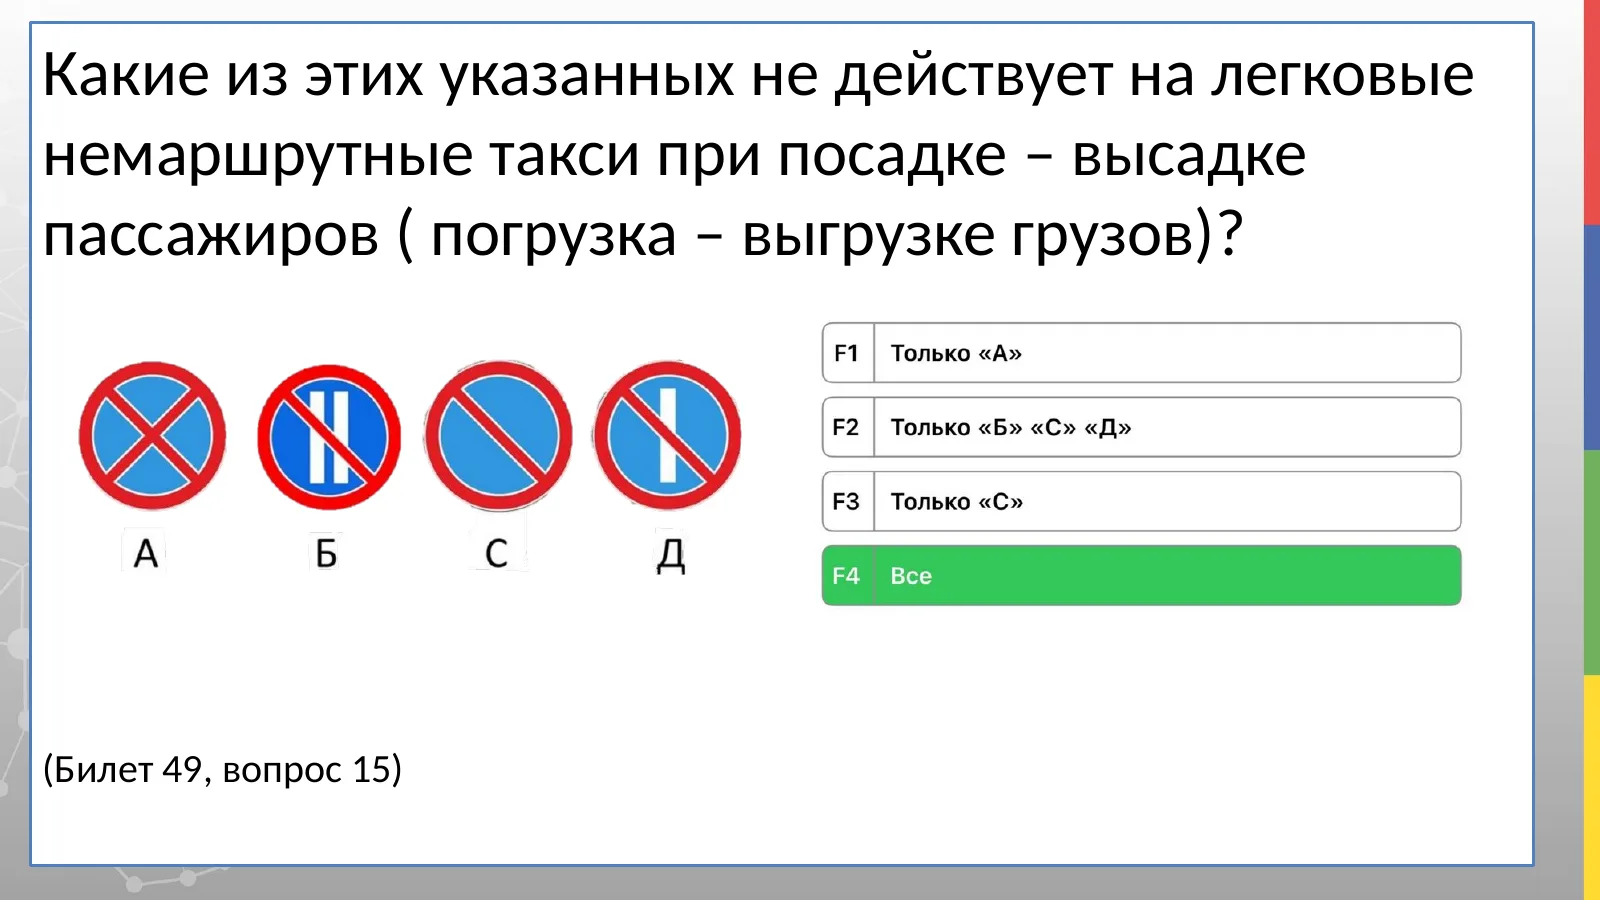 Какие из этих указанных не действует на легковые
немаршрутные такси при посадке – высадке
пассажиров ( погрузка – выгрузке грузов)?
F1 Только «А»
F2 Только «Б» «С» «Д»
F3 Только «С»
F4 Все
А Б С Д
(Билет 49, вопрос 15)